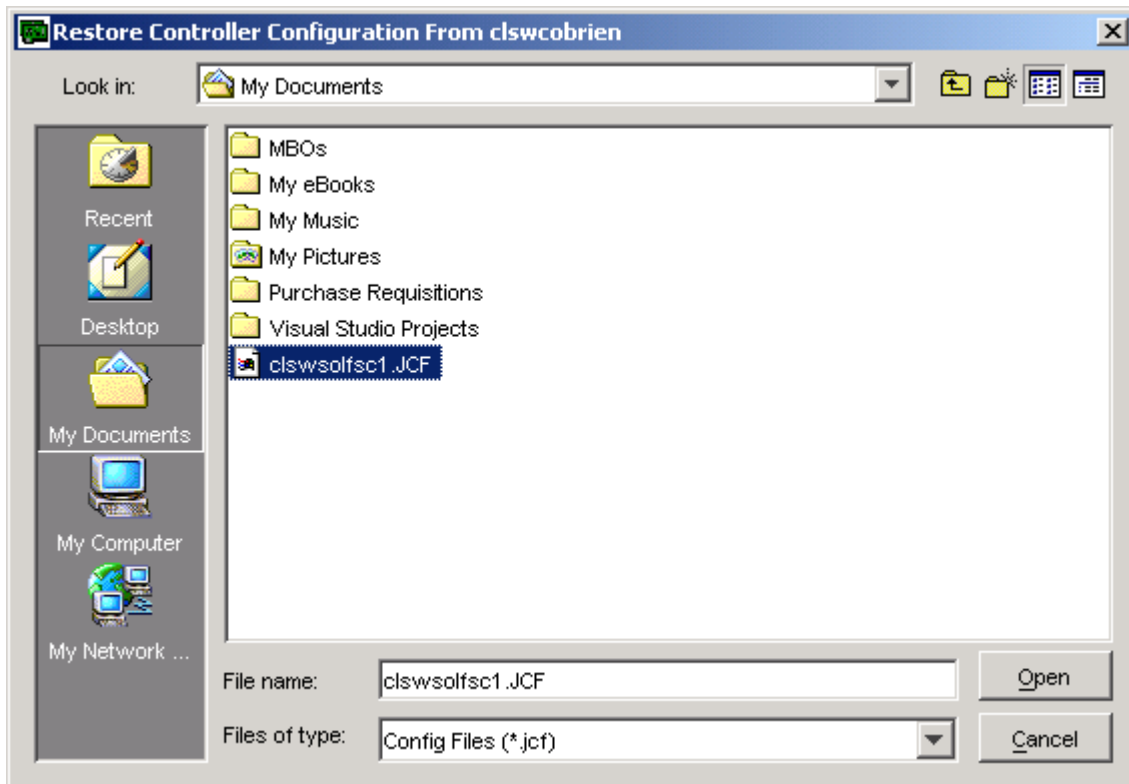 Restore Controller Configuration From clswcobrien
Look in:
My Documents
Recent
Desktop
My Documents
My Computer
My Network ...
MBOs
My eBooks
My Music
My Pictures
Purchase Requisitions
Visual Studio Projects
clswsolfsc1.JCF
File name:
clswsolfsc1.JCF
Open
Files of type:
Config Files (*.jcf)
Cancel